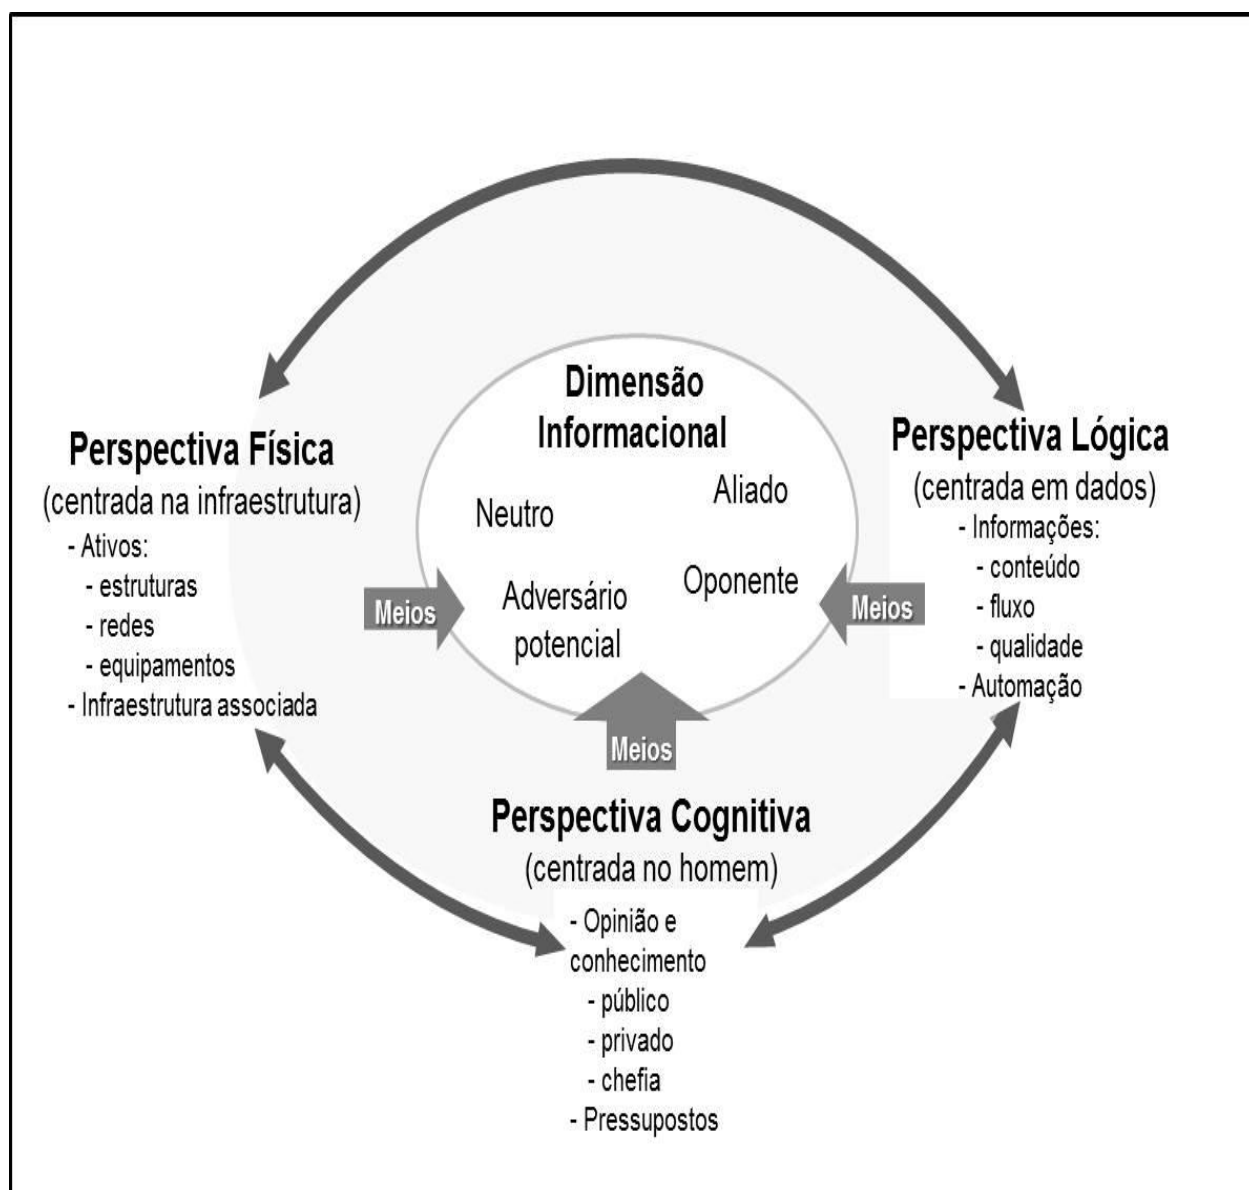 Dimensão
Informacional
Neutro
Aliado
Adversário
potencial
Oponente
Perspectiva Física
(centrada na infraestrutura)
- Ativos:
- estruturas
- redes
- equipamentos
- Infraestrutura associada
Meios
Perspectiva Lógica
(centrada em dados)
- Informações:
- conteúdo
- fluxo
- qualidade
- Automação
Meios
Meios
Perspectiva Cognitiva
(centrada no homem)
- Opinião e
conhecimento
- público
- privado
- chefia
- Pressupostos